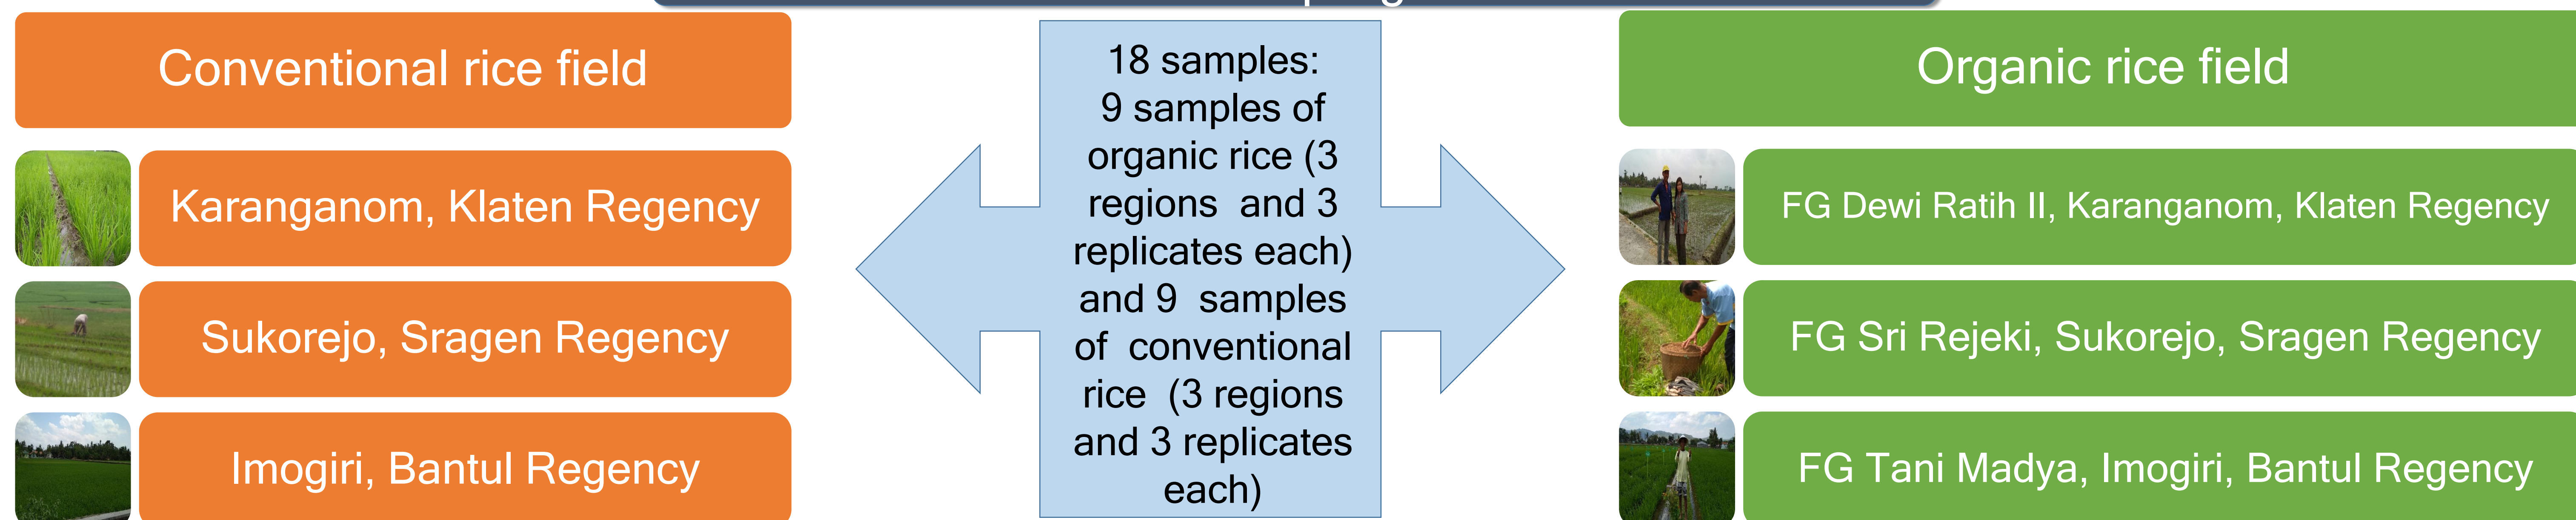 Conventional rice field
Karanganom, Klaten Regency
Sukorejo, Sragen Regency
Imogiri, Bantul Regency
18 samples:
9 samples of
organic rice (3
regions and 3
replicates each)
and 9 samples
of conventional
rice (3 regions
and 3 replicates
each)
Organic rice field
FG Dewi Ratih II, Karanganom, Klaten Regency
FG Sri Rejeki, Sukorejo, Sragen Regency
FG Tani Madya, Imogiri, Bantul Regency